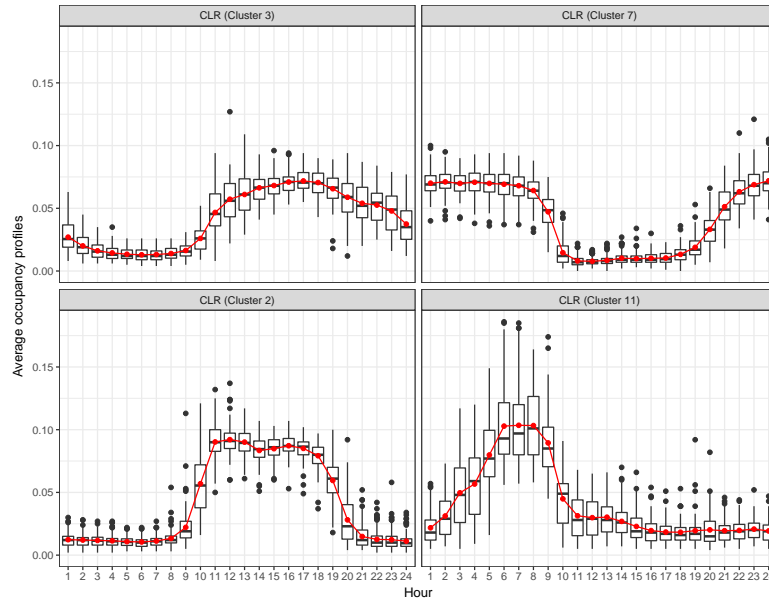 CLR (Cluster 3) CLR (Cluster 7)
0.15
0.10
0.05
0.00
CLR (Cluster 2) CLR (Cluster 11)
0.15
0.10
0.05
0.00
1 2 3 4 5 6 7 8 9 10 11 12 13 14 15 16 17 18 19 20 21 22 23 24 1 2 3 4 5 6 7 8 9 10 11 12 13 14 15 16 17 18 19 20 21 22 23 2
Hour
Average occupancy profiles